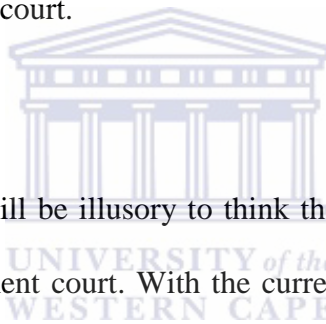 court.
ill be illusory to think th
UNIVERSITY of the
ent court. With the curre
WESTERN CAPE